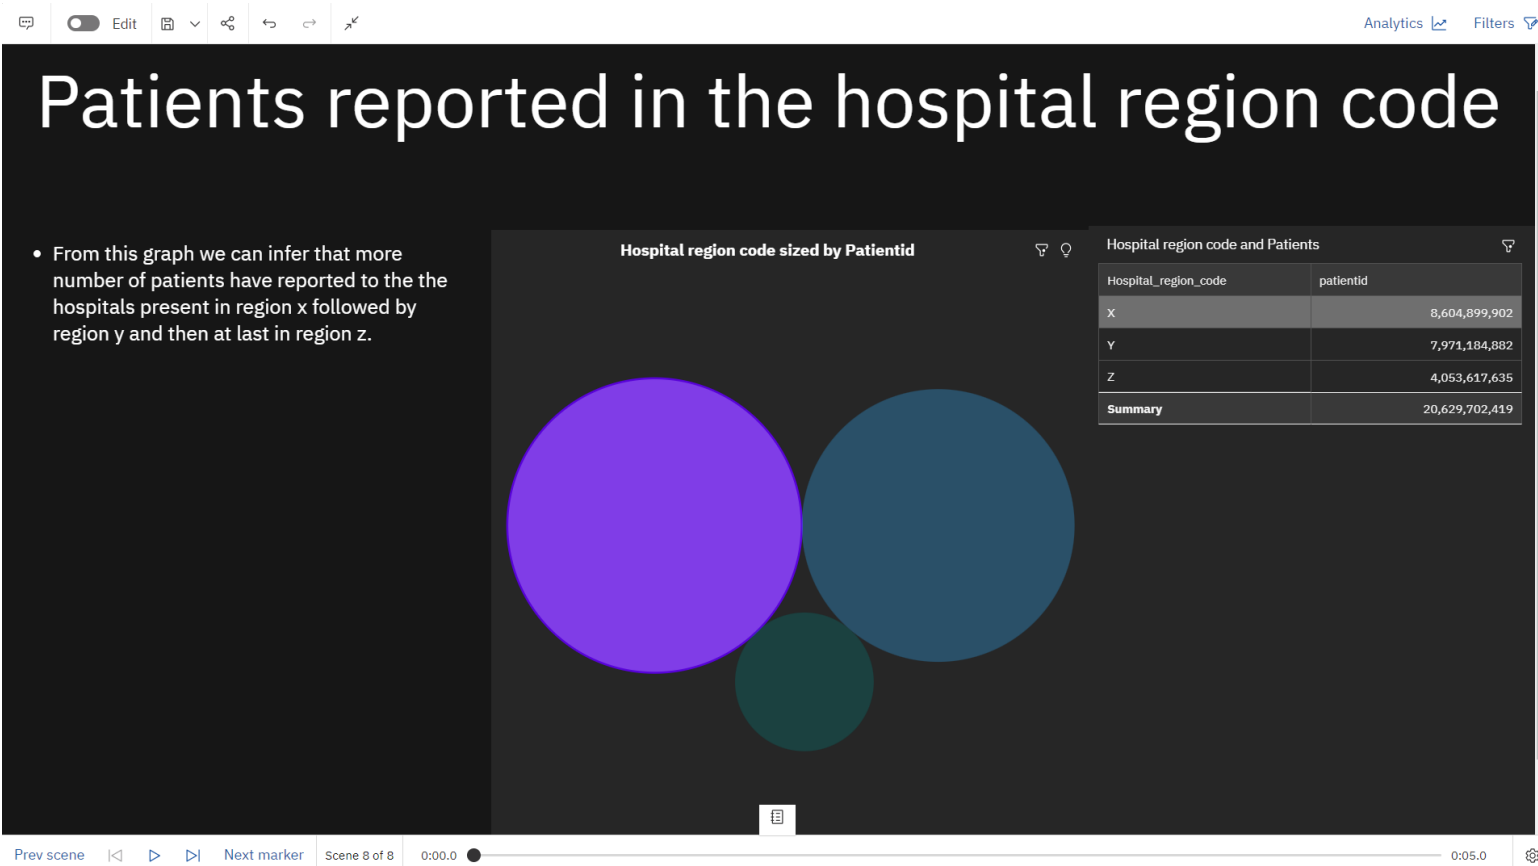 Edit
Analytics
Filters
Patients reported in the hospital region code
• From this graph we can infer that more
number of patients have reported to the the
hospitals present in region x followed by
region y and then at last in region z.
Hospital region code sized by Patientid
Hospital region code and Patients
Hospital_region_code patientid
X 8,604,899,902
Y 7,971,184,882
Z 4,053,617,635
Summary 20,629,702,419
Prev scene Next marker Scene 8 of 8 0:00.0 0:05.0